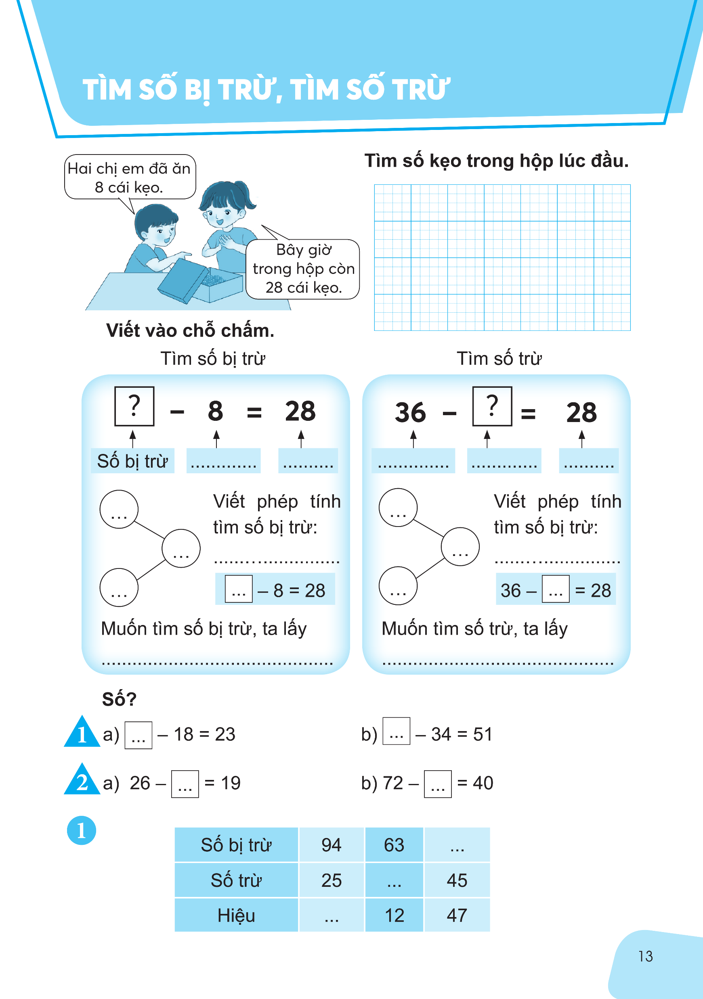 TÌM SỐ BỊ TRỪ, TÌM SỐ TRỪ
Hai chị em đã ăn
8 cái kẹo.
Bây giờ
trong hộp còn
28 cái kẹo.
Tìm số kẹo trong hộp lúc đầu.
Viết vào chỗ chấm.
Tìm số bị trừ
? – 8 = 28
Số bị trừ ............. ..........
...
...
...
Viết phép tính
tìm số bị trừ:
.........................
... – 8 = 28
Muốn tìm số bị trừ, ta lấy
.............................................
Tìm số trừ
36 – ? = 28
.............. ............. ..........
...
...
...
Viết phép tính
tìm số bị trừ:
.........................
36 – ... = 28
Muốn tìm số trừ, ta lấy
.............................................
Số?
1 a) ... – 18 = 23 b) ... – 34 = 51
2 a) 26 – ... = 19 b) 72 – ... = 40
1
Số bị trừ 94 63 ...
Số trừ 25 ... 45
Hiệu ... 12 47
13